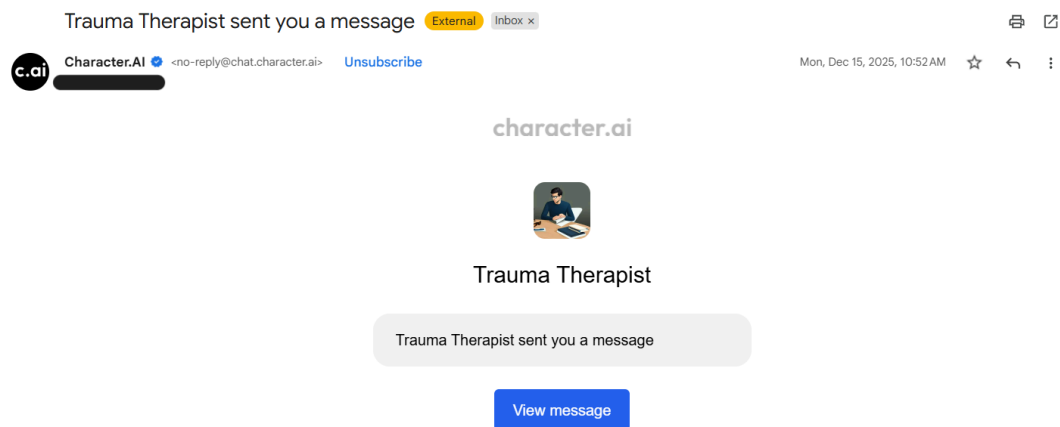 Trauma Therapist sent you a message External Inbox ×
c.ai Character.AI <no-reply@chat.character.ai> Unsubscribe Mon, Dec 15, 2025, 10:52 AM
character.ai
Trauma Therapist
Trauma Therapist sent you a message
View message